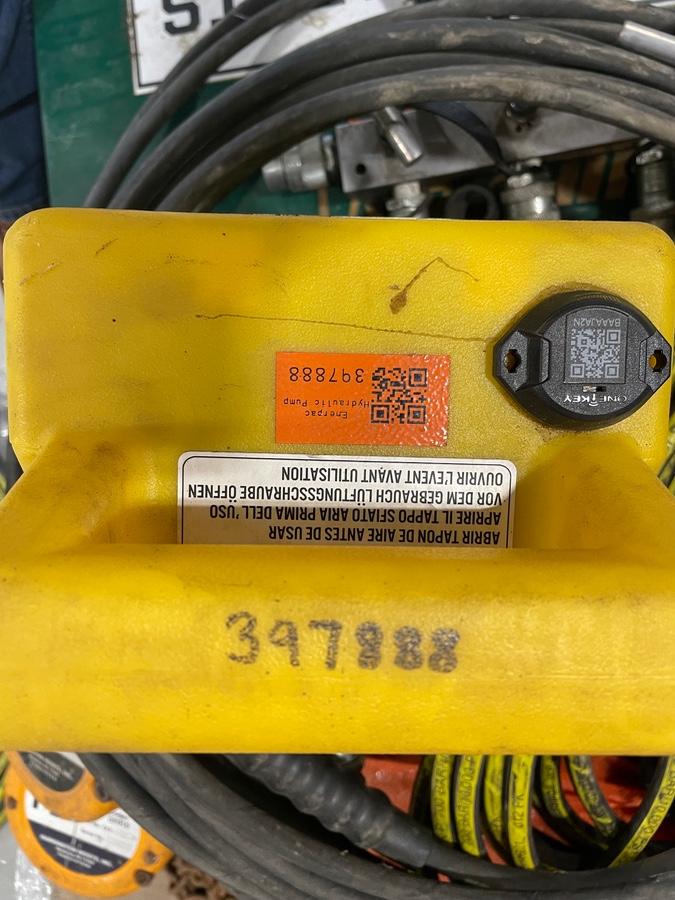 ONE KEY
BAAAJA2N
Enerpac
Hydraulic Pump
397888
ABRIR TAPON DE AIRE ANTES DE USAR
APRIRE IL TAPPO SFIATO ARIA PRIMA DELL'USO
VOR DEM GEBRAUCH LÜFTUNGSSCHRAUBE ÖFFNEN
OUVRIR L'EVENT AVANT UTILISATION
397888